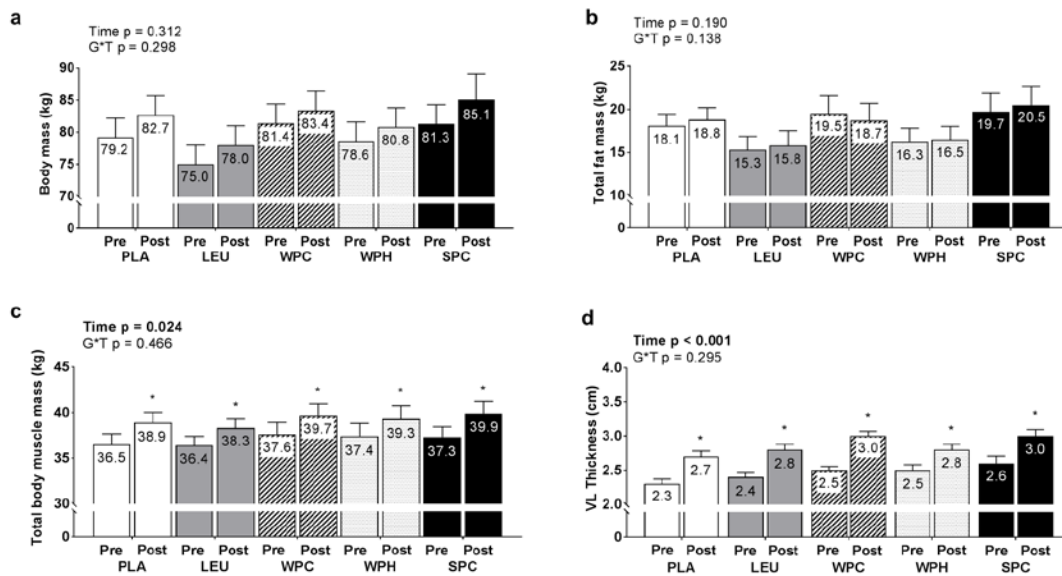 a
Time p = 0.312
G*T p = 0.298
Body mass (kg)
90
85
80
75
70
0
79.2
82.7
75.0
78.0
81.4
83.4
78.6
80.8
81.3
85.1
Pre Post Pre Post Pre Post Pre Post Pre Post
PLA LEU WPC WPH SPC
b
Time p = 0.190
G*T p = 0.138
Total fat mass (kg)
25
20
15
10
0
18.1
18.8
15.3
15.8
19.5
18.7
16.3
16.5
19.7
20.5
Pre Post Pre Post Pre Post Pre Post Pre Post
PLA LEU WPC WPH SPC
c
Time p = 0.024
G*T p = 0.466
Total body muscle mass (kg)
45
40
35
30
0
* * * * *
36.5
38.9
36.4
38.3
37.6
39.7
37.4
39.3
37.3
39.9
Pre Post Pre Post Pre Post Pre Post Pre Post
PLA LEU WPC WPH SPC
d
Time p < 0.001
G*T p = 0.295
VL Thickness (cm)
4.0
3.5
3.0
2.5
2.0
0
* * * * *
2.3
2.7
2.4
2.8
2.5
3.0
2.5
2.8
2.6
3.0
Pre Post Pre Post Pre Post Pre Post Pre Post
PLA LEU WPC WPH SPC